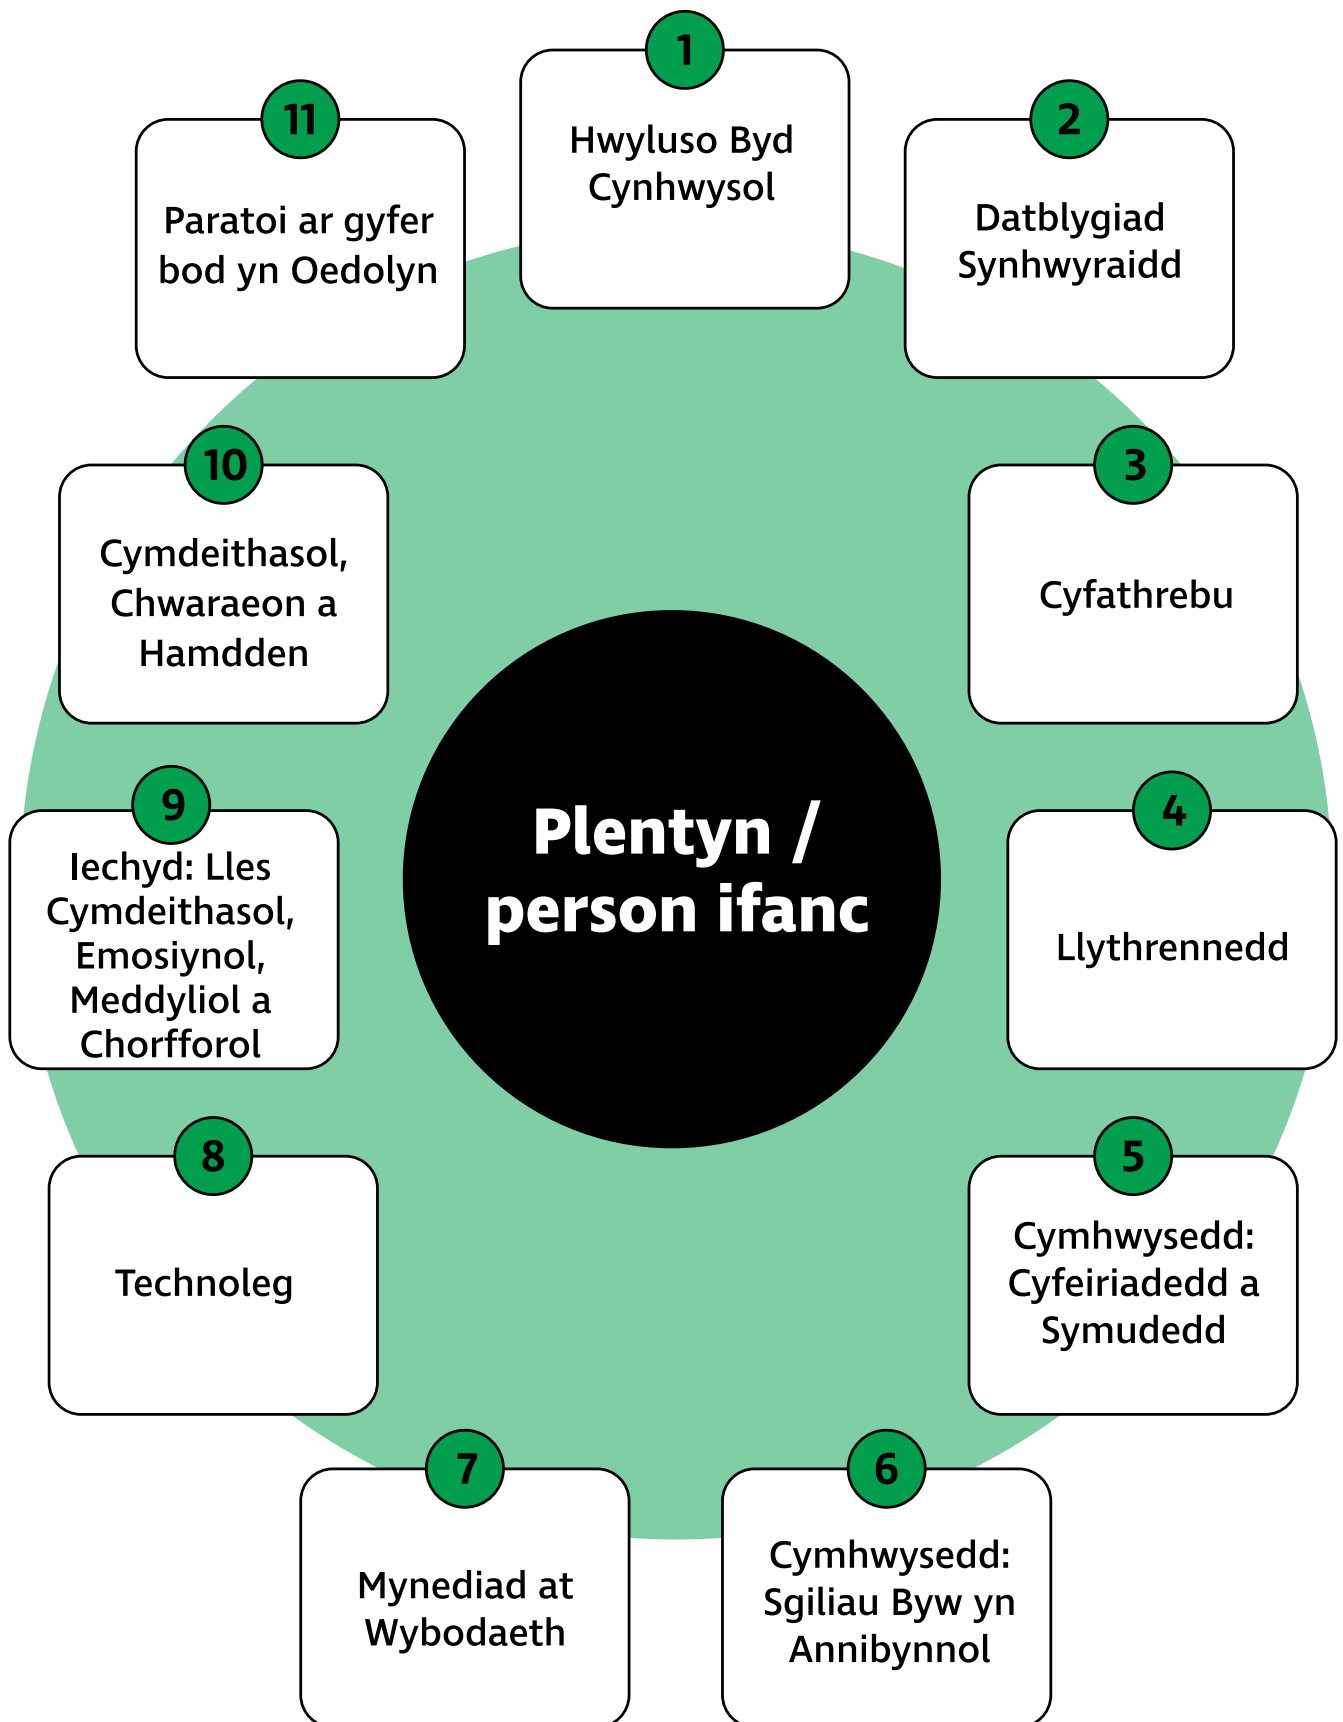 1
Hwyluso Byd
Cynhwysol
2
Datblygiad
Synhwyraidd
3
Cyfathrebu
4
Llythrennedd
5
Cymhwysedd:
Cyfeiriadedd a
Symudedd
6
Cymhwysedd:
Sgiliau Byw yn
Annibynnol
7
Mynediad at
Wybodaeth
8
Technoleg
9
Iechyd: Lles
Cymdeithasol,
Emosiynol,
Meddyliol a
Chorfforol
10
Cymdeithasol,
Chwaraeon a
Hamdden
11
Paratoi ar gyfer
bod yn Oedolyn
Plentyn /
person ifanc